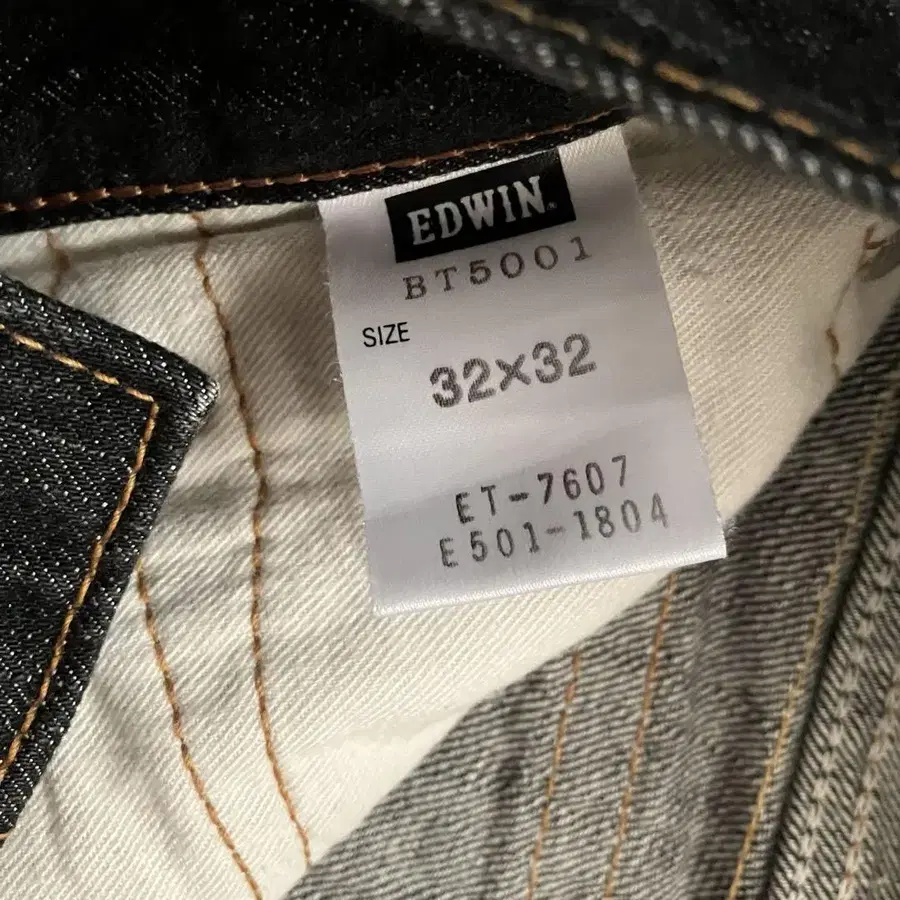 EDWIN.
BT5001
SIZE
32×32
ET-7607
E501-1804